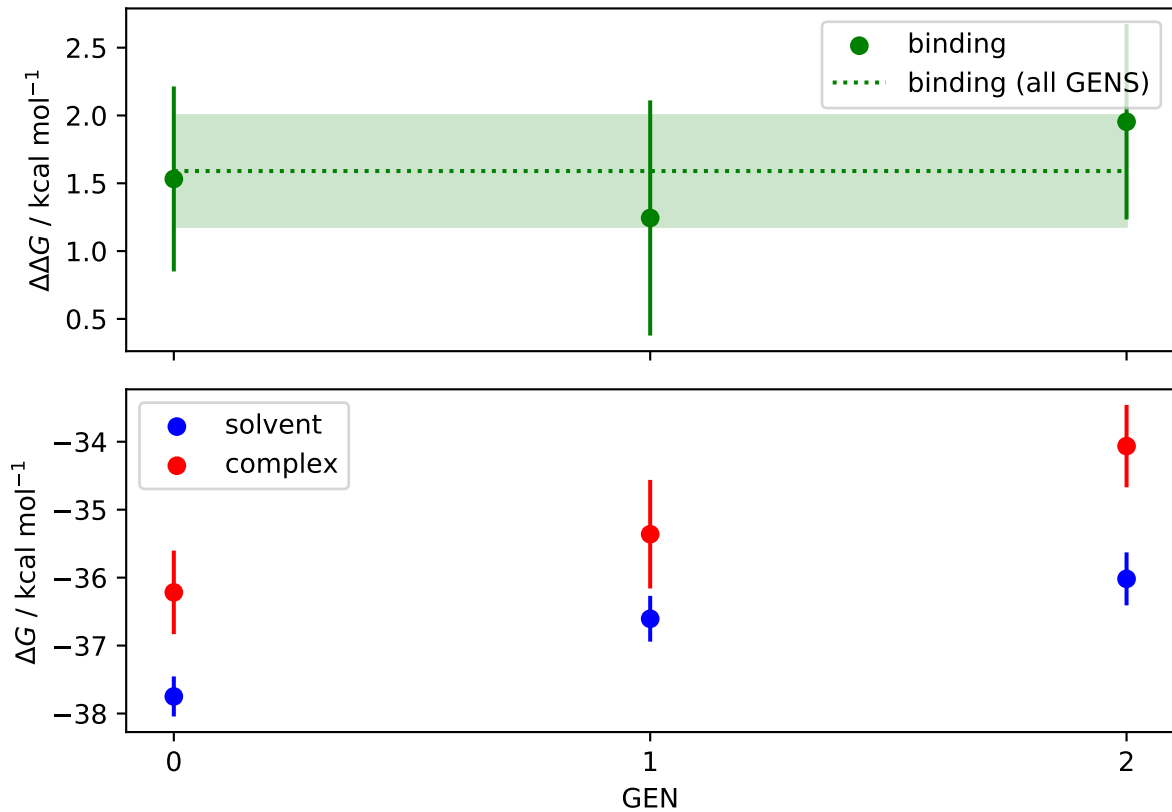 2.5
2.0
1.5
1.0
0.5
ΔΔG / kcal mol⁻¹
binding
binding (all GENS)
−34
−35
−36
−37
−38
ΔG / kcal mol⁻¹
solvent
complex
0 1 2
GEN